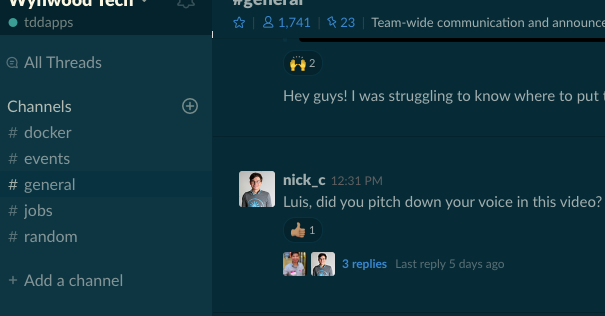 Wynwood Tech
tddapps
All Threads
Channels
# docker
# events
# general
# jobs
# random
+ Add a channel
#general
1,741 | 23 | Team-wide communication and announce
2
Hey guys! I was struggling to know where to put t
nick_c 12:31 PM
Luis, did you pitch down your voice in this video?
1
3 replies Last reply 5 days ago